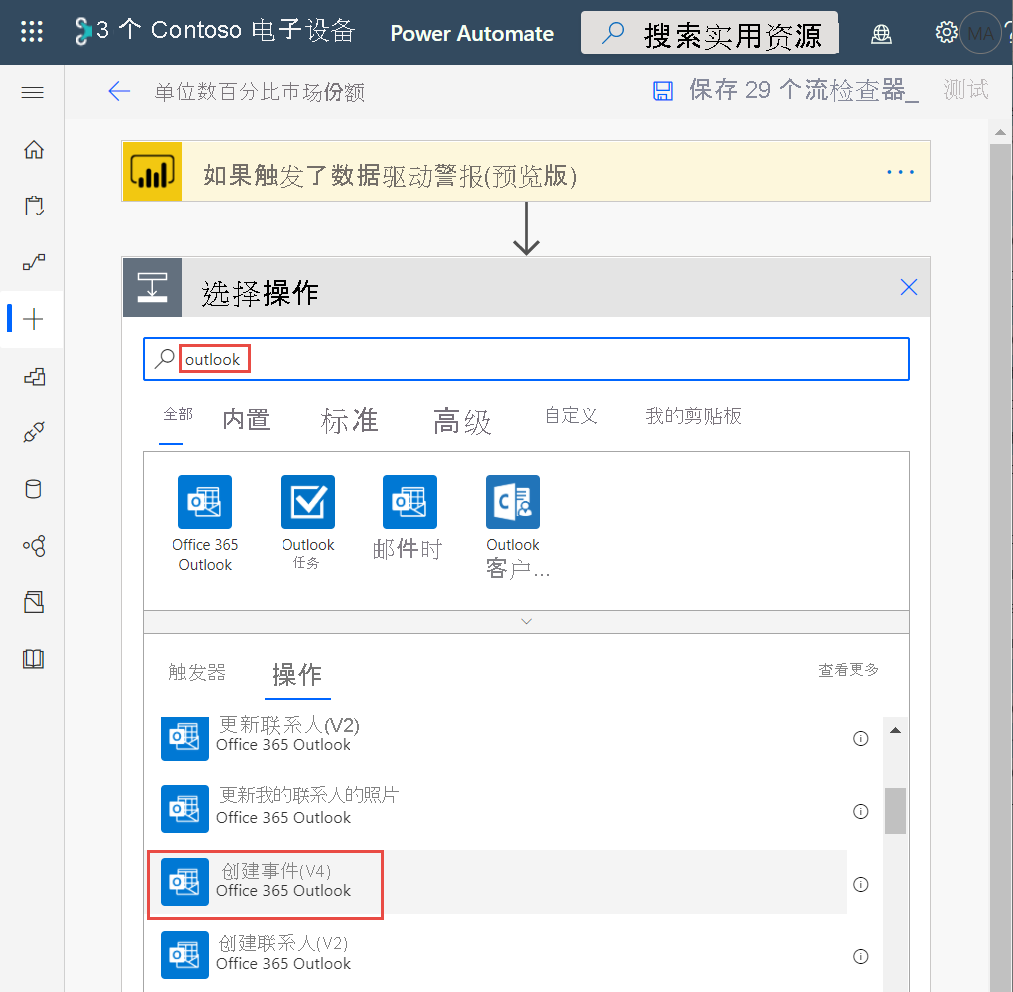 3 个 Contoso 电子设备
Power Automate
搜索实用资源
MA
?
单位数百分比市场份额
保存 29 个流检查器_
测试
如果触发了数据驱动警报(预览版)
...
选择操作
outlook
全部 内置 标准 高级 自定义 我的剪贴板
Office 365
Outlook
Outlook
任务
邮件时
Outlook
客户...
触发器 操作 查看更多
更新联系人(V2)
Office 365 Outlook
更新我的联系人的照片
Office 365 Outlook
创建事件(V4)
Office 365 Outlook
创建联系人(V2)
Office 365 Outlook